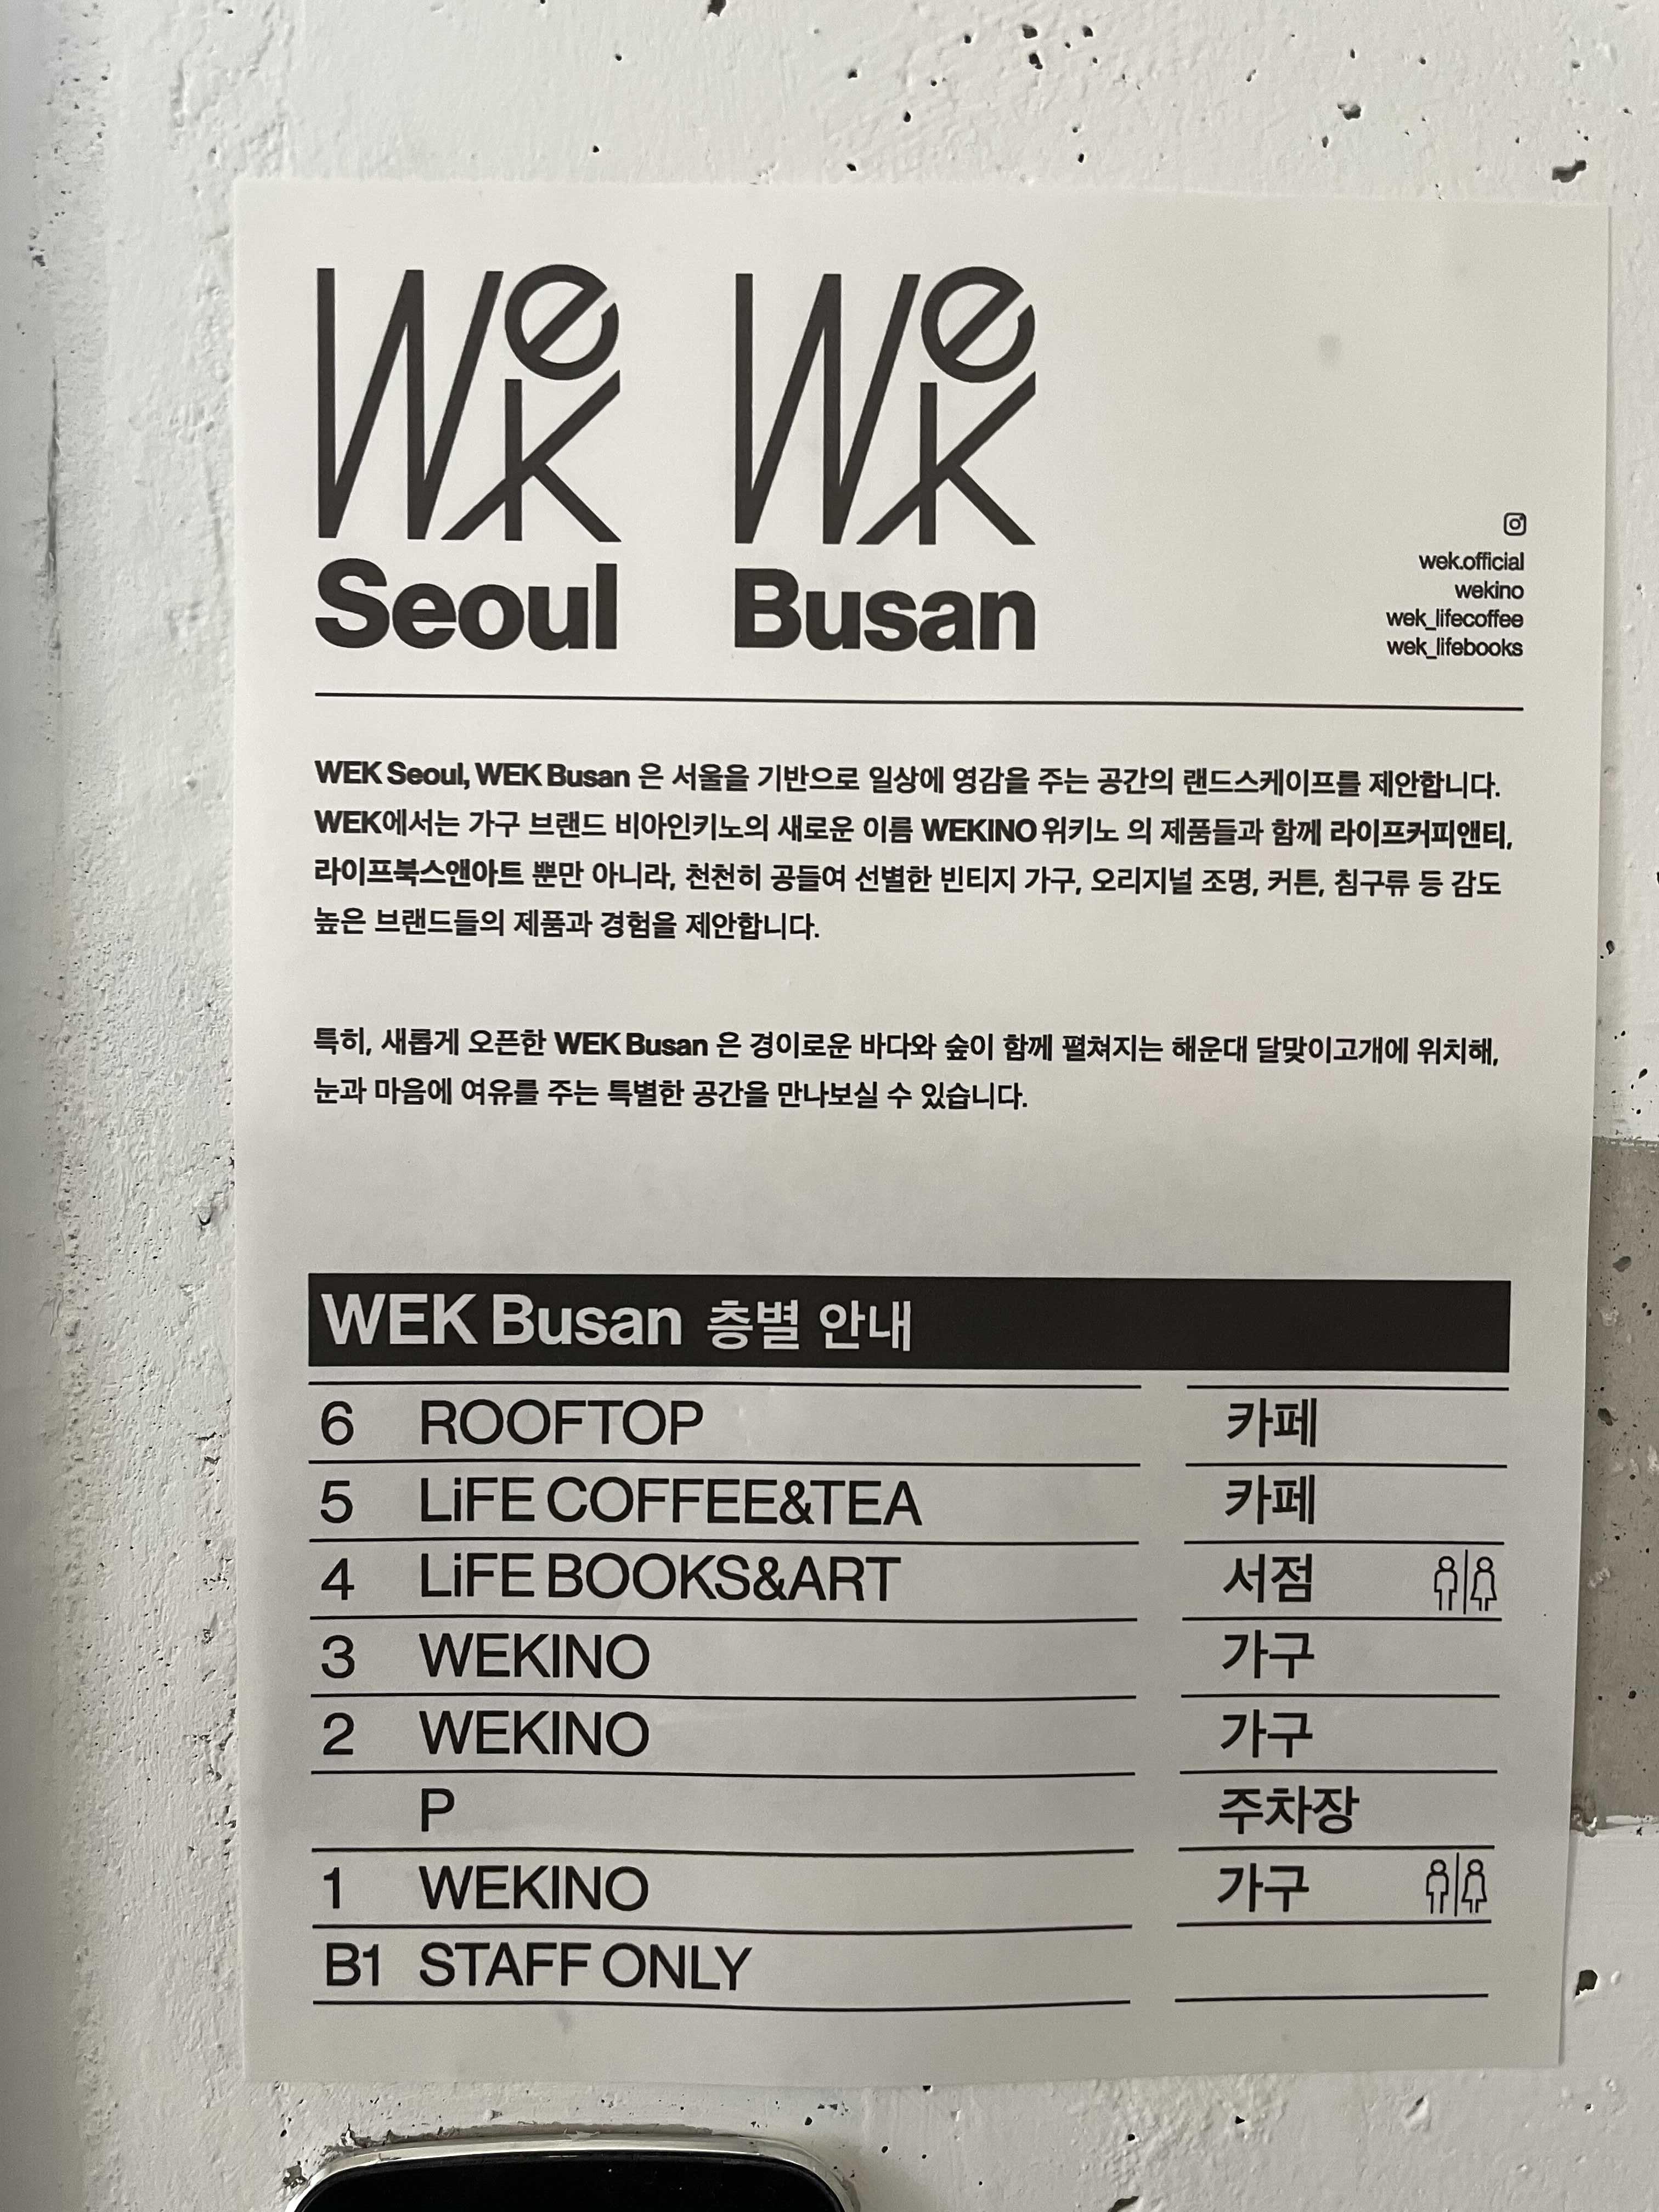 Wek Wek
Seoul Busan
wek.official
wekino
wek_lifecoffee
wek_lifebooks
WEK Seoul, WEK Busan 은 서울을 기반으로 일상에 영감을 주는 공간의 랜드스케이프를 제안합니다.
WEK에서는 가구 브랜드 비아인키노의 새로운 이름 WEKINO 위키노 의 제품들과 함께 라이프커피앤티,
라이프북스앤아트 뿐만 아니라, 천천히 공들여 선별한 빈티지 가구, 오리지널 조명, 커튼, 침구류 등 감도
높은 브랜드들의 제품과 경험을 제안합니다.
특히, 새롭게 오픈한 WEK Busan 은 경이로운 바다와 숲이 함께 펼쳐지는 해운대 달맞이고개에 위치해,
눈과 마음에 여유를 주는 특별한 공간을 만나보실 수 있습니다.
WEK Busan 층별 안내
6 ROOFTOP 카페
5 LiFE COFFEE&TEA 카페
4 LiFE BOOKS&ART 서점
3 WEKINO 가구
2 WEKINO 가구
P 주차장
1 WEKINO 가구
B1 STAFF ONLY